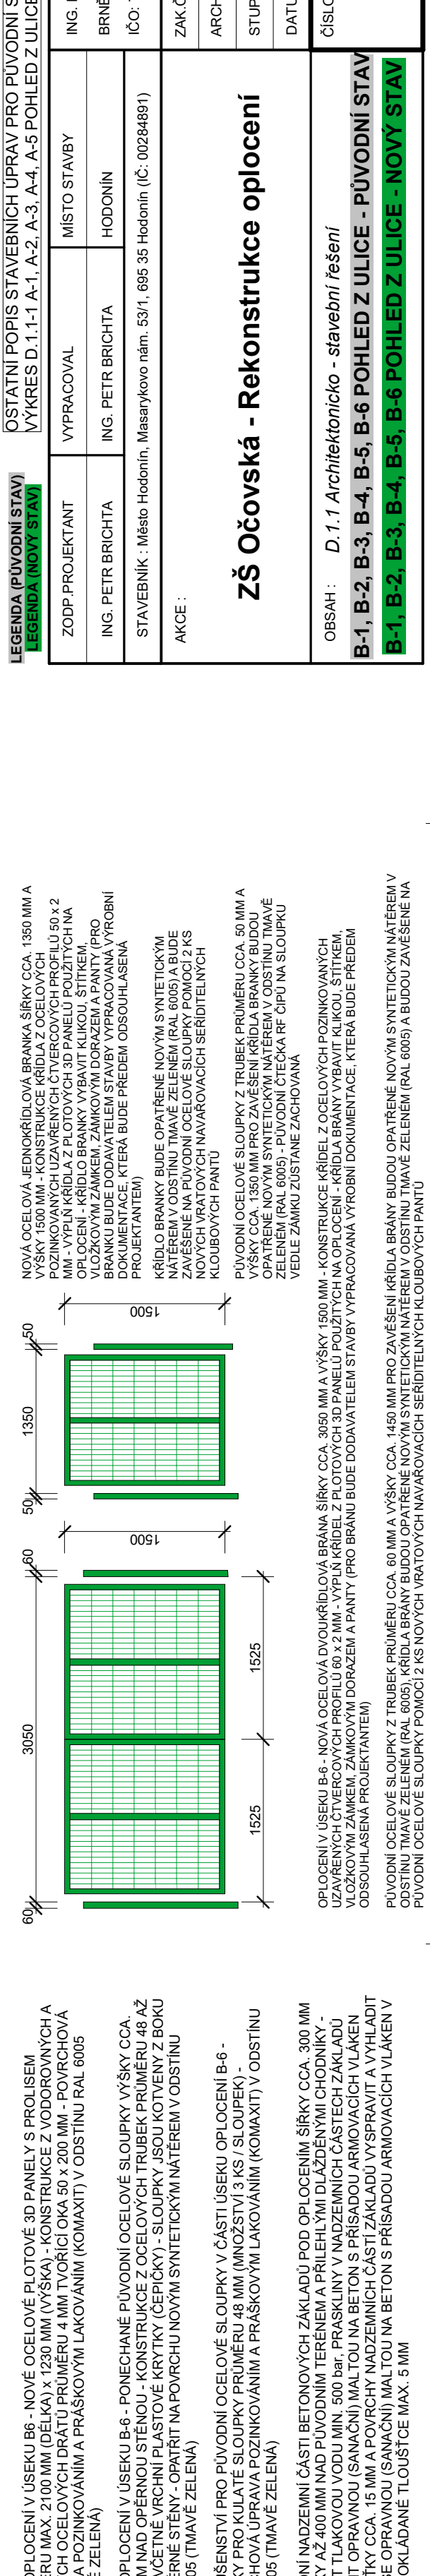 PLOCENÍ V ÚSEKU B6 - NOVÉ OCELOVÉ PLOTOVÉ 3D PANELY S PROLISEM
MAX. 2100 MM (DÉLKA) x 1230 MM (VÝŠKA) - KONSTRUKCE Z VODOROVNÝCH A
OCELOVÝCH DRÁTŮ PRŮMĚRU 4 MM TVOŘÍCÍ OKA 50 x 200 MM - POVRCHOVÁ
POZINKOVÁNÍM A PRÁŠKOVÝM LAKOVÁNÍM (KOMAXIT) V ODSTÍNU RAL 6005
ZELENÁ)
PLOCENÍ V ÚSEKU B-6 - PONECHANÉ PŮVODNÍ OCELOVÉ SLOUPKY VÝŠKY CCA.
NAD OPĚRNOU STĚNOU - KONSTRUKCE Z OCELOVÝCH TRUBEK PRŮMĚRU 48 AŽ
VČETNĚ VRCHNÍ PLASTOVÉ KRYTKY (ČEPIČKY) - SLOUPKY JSOU KOTVENY Z BOKU
STĚNY - OPATŘIT NA POVRCHU NOVÝM SYNTETICKÝM NÁTĚREM V ODSTÍNU
05 (TMAVĚ ZELENÁ)
PRO PŮVODNÍ OCELOVÉ SLOUPKY V ČÁSTI ÚSEKU OPLOCENÍ B-6 -
PRO KULATÉ SLOUPKY PRŮMĚRU 48 MM (MNOŽSTVÍ 3 KS / SLOUPEK) -
ÚPRAVA POZINKOVÁNÍM A PRÁŠKOVÝM LAKOVÁNÍM (KOMAXIT) V ODSTÍNU
05 (TMAVĚ ZELENÁ)
NADZEMNÍ ČÁSTI BETONOVÝCH ZÁKLADŮ POD OPLOCENÍM ŠÍŘKY CCA. 300 MM
AŽ 400 MM NAD PŮVODNÍM TERÉNEM A PŘILEHLÝMI DLÁŽDĚNÝMI CHODNÍKY -
TLAKOVOU VODU MIN. 500 bar, PRASKLINY V NADZEMNÍCH ČÁSTECH ZÁKLADŮ
OPRAVNOU (SANAČNÍ) MALTOU NA BETON S PŘÍSADOU ARMOVACÍCH VLÁKEN
CCA. 15 MM A POVRCHY NADZEMNÍCH ČÁSTÍ ZÁKLADŮ VYSPRAVIT A VYHLADIT
OPRAVNOU (SANAČNÍ) MALTOU NA BETON S PŘÍSADOU ARMOVACÍCH VLÁKEN V
TLOUŠŤCE MAX. 5 MM
60
3050
60
1500
1525
1525
50
1350
50
1500
NOVÁ OCELOVÁ JEDNOKŘÍDLOVÁ BRANKA ŠÍŘKY CCA. 1350 MM A
VÝŠKY 1500 MM - KONSTRUKCE KŘÍDLA Z OCELOVÝCH
POZINKOVANÝCH UZAVŘENÝCH ČTVERCOVÝCH PROFILŮ 50 x 2
MM - VÝPLŇ KŘÍDLA Z PLOTOVÝCH 3D PANELŮ POUŽITÝCH NA
OPLOCENÍ - KŘÍDLO BRANKY VYBAVIT KLIKOU, ŠTÍTKEM,
VLOŽKOVÝM ZÁMKEM, ZÁMKOVÝM DORAZEM A PANTY (PRO
BRANKU BUDE DODAVATELEM STAVBY VYPRACOVANÁ VÝROBNÍ
DOKUMENTACE, KTERÁ BUDE PŘEDEM ODSOUHLASENÁ
PROJEKTANTEM)
KŘÍDLO BRANKY BUDE OPATŘENÉ NOVÝM SYNTETICKÝM
NÁTĚREM V ODSTÍNU TMAVĚ ZELENÉM (RAL 6005) A BUDE
ZAVĚŠENÉ NA PŮVODNÍ OCELOVÉ SLOUPKY POMOCÍ 2 KS
NOVÝCH VRATOVÝCH NAVAŘOVACÍCH SEŘÍDITELNÝCH
KLOUBOVÝCH PANTŮ
PŮVODNÍ OCELOVÉ SLOUPKY Z TRUBEK PRŮMĚRU CCA. 50 MM A
VÝŠKY CCA. 1350 MM PRO ZAVĚŠENÍ KŘÍDLA BRANKY BUDOU
OPATŘENÉ NOVÝM SYNTETICKÝM NÁTĚREM V ODSTÍNU TMAVĚ
ZELENÉM (RAL 6005) - PŮVODNÍ ČTEČKA RF ČIPŮ NA SLOUPKU
VEDLE ZÁMKU ZŮSTANE ZACHOVANÁ
OPLOCENÍ V ÚSEKU B-6 - NOVÁ OCELOVÁ DVOUKŘÍDLOVÁ BRÁNA ŠÍŘKY CCA. 3050 MM A VÝŠKY 1500 MM - KONSTRUKCE KŘÍDEL Z OCELOVÝCH POZINKOVANÝCH
UZAVŘENÝCH ČTVERCOVÝCH PROFILŮ 60 x 2 MM - VÝPLŇ KŘÍDEL Z PLOTOVÝCH 3D PANELŮ POUŽITÝCH NA OPLOCENÍ - KŘÍDLA BRÁNY VYBAVIT KLIKOU, ŠTÍTKEM,
VLOŽKOVÝM ZÁMKEM, ZÁMKOVÝM DORAZEM A PANTY (PRO BRÁNU BUDE DODAVATELEM STAVBY VYPRACOVANÁ VÝROBNÍ DOKUMENTACE, KTERÁ BUDE PŘEDEM
ODSOUHLASENÁ PROJEKTANTEM)
PŮVODNÍ OCELOVÉ SLOUPKY Z TRUBEK PRŮMĚRU CCA. 60 MM A VÝŠKY CCA. 1450 MM PRO ZAVĚŠENÍ KŘÍDLA BRÁNY BUDOU OPATŘENÉ NOVÝM SYNTETICKÝM NÁTĚREM V
ODSTÍNU TMAVĚ ZELENÉM (RAL 6005), KŘÍDLA BRÁNY BUDOU OPATŘENÉ NOVÝM SYNTETICKÝM NÁTĚREM V ODSTÍNU TMAVĚ ZELENÉM (RAL 6005) A BUDOU ZAVĚŠENÉ NA
PŮVODNÍ OCELOVÉ SLOUPKY POMOCÍ 2 KS NOVÝCH VRATOVÝCH NAVAŘOVACÍCH SEŘÍDITELNÝCH KLOUBOVÝCH PANTŮ
LEGENDA (PŮVODNÍ STAV)
LEGENDA (NOVÝ STAV)
OSTATNÍ POPIS STAVEBNÍCH ÚPRAV PRO PŮVODNÍ S
VÝKRES D.1.1-1 A-1, A-2, A-3, A-4, A-5 POHLED Z ULICE
ZODP.PROJEKTANT VYPRACOVAL MÍSTO STAVBY ING.
ING. PETR BRICHTA ING. PETR BRICHTA HODONÍN BRNĚ
STAVEBNÍK : Město Hodonín, Masarykovo nám. 53/1, 695 35 Hodonín (IČ: 00284891) IČO:
AKCE : ZAK.Č
ARCH
ZŠ Očovská - Rekonstrukce oplocení
STUP
DATU
OBSAH : D.1.1 Architektonicko - stavební řešení ČÍSLO
B-1, B-2, B-3, B-4, B-5, B-6 POHLED Z ULICE - PŮVODNÍ STAV
B-1, B-2, B-3, B-4, B-5, B-6 POHLED Z ULICE - NOVÝ STAV